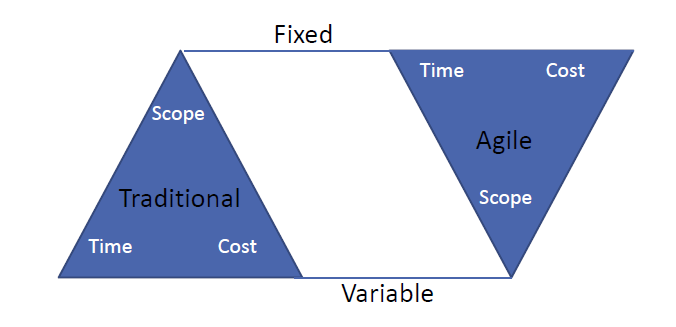 Fixed
Time Cost
Scope
Agile
Traditional
Scope
Time Cost
Variable